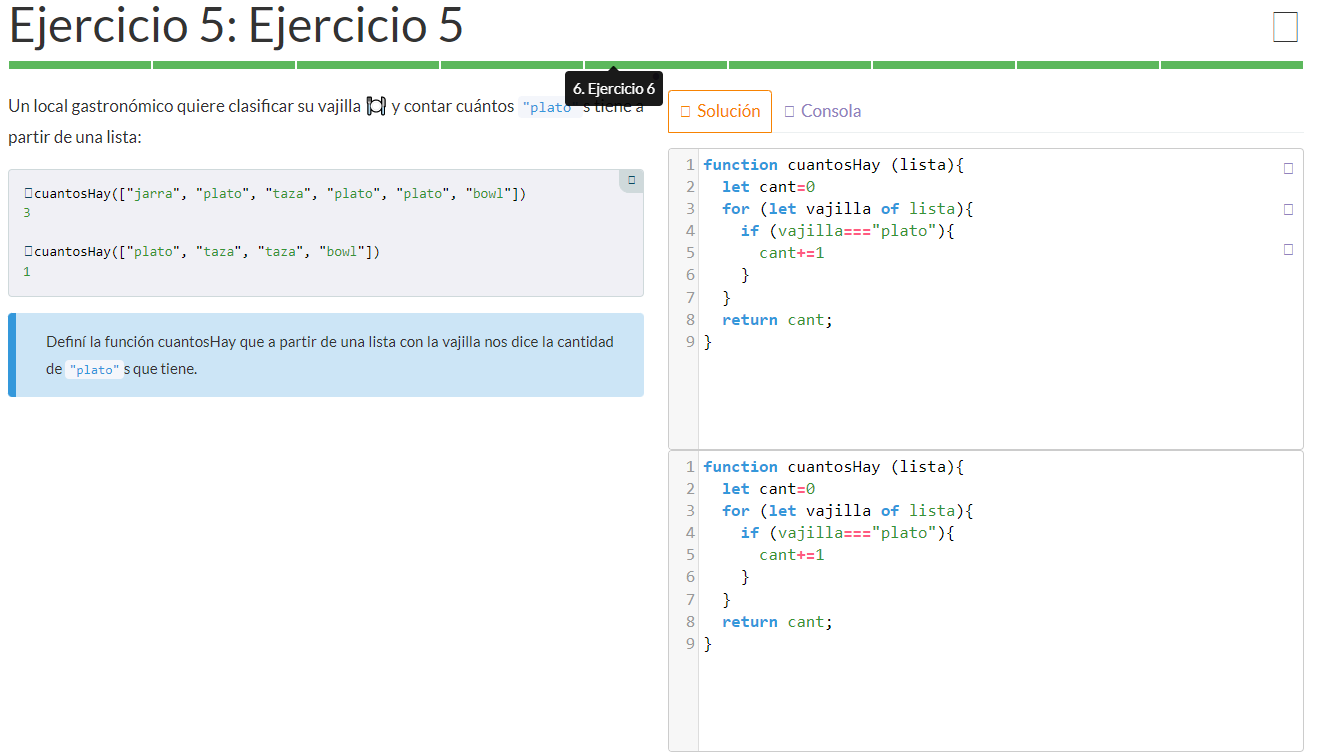 Ejercicio 5: Ejercicio 5
6. Ejercicio 6
Un local gastronómico quiere clasificar su vajilla 🍽 y contar cuántos "plato"s tiene a
partir de una lista:
cuantosHay(["jarra", "plato", "taza", "plato", "plato", "bowl"])
3
cuantosHay(["plato", "taza", "taza", "bowl"])
1
Definí la función cuantosHay que a partir de una lista con la vajilla nos dice la cantidad
de "plato"s que tiene.
Solución
Consola
1 function cuantosHay (lista){
2   let cant=0
3   for (let vajilla of lista){
4     if (vajilla==="plato"){
5       cant+=1
6     }
7   }
8   return cant;
9 }
1 function cuantosHay (lista){
2   let cant=0
3   for (let vajilla of lista){
4     if (vajilla==="plato"){
5       cant+=1
6     }
7   }
8   return cant;
9 }